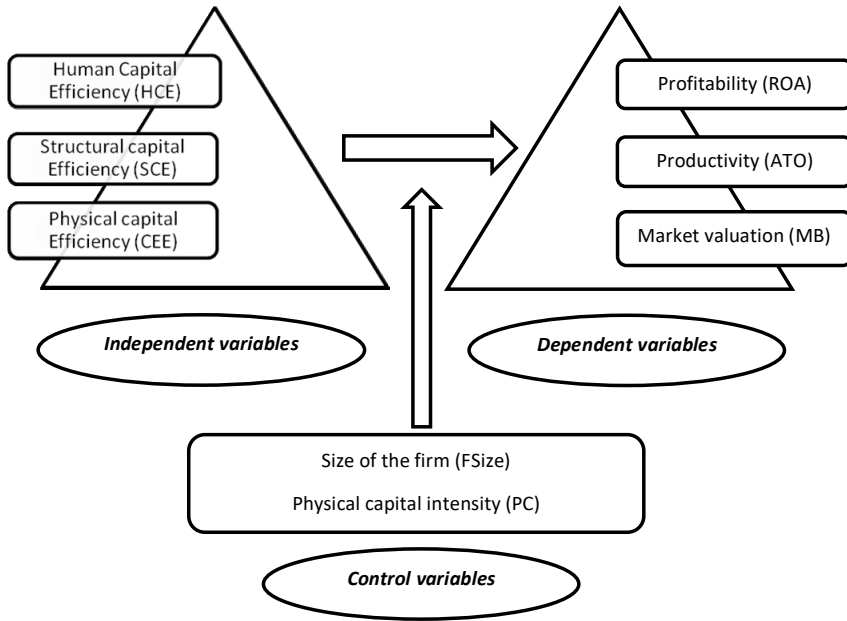 Human Capital
Efficiency (HCE)
Structural capital
Efficiency (SCE)
Physical capital
Efficiency (CEE)
Profitability (ROA)
Productivity (ATO)
Market valuation (MB)
Independent variables
Dependent variables
Size of the firm (FSize)
Physical capital intensity (PC)
Control variables